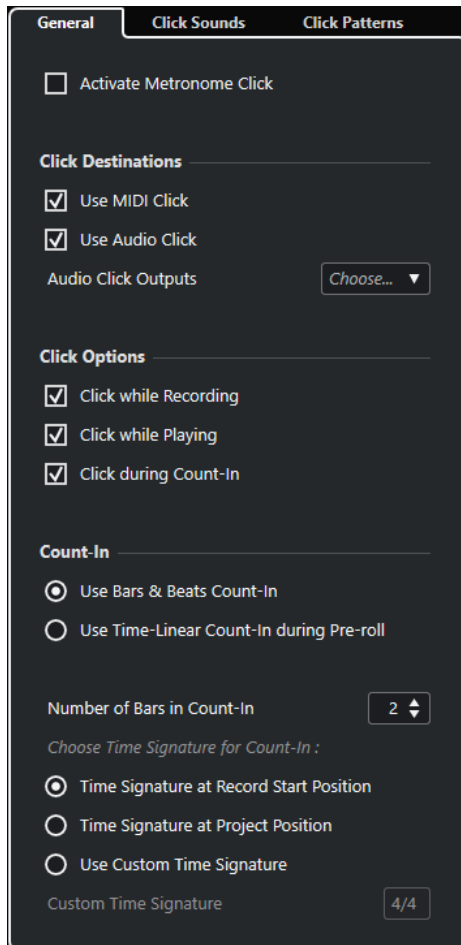 General Click Sounds Click Patterns
Activate Metronome Click
Click Destinations
Use MIDI Click
Use Audio Click
Audio Click Outputs Choose...
Click Options
Click while Recording
Click while Playing
Click during Count-In
Count-In
Use Bars & Beats Count-In
Use Time-Linear Count-In during Pre-roll
Number of Bars in Count-In 2
Choose Time Signature for Count-In :
Time Signature at Record Start Position
Time Signature at Project Position
Use Custom Time Signature
Custom Time Signature 4/4